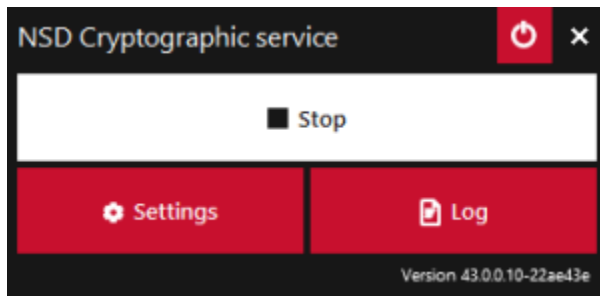 NSD Cryptographic service
Stop
Settings
Log
Version 43.0.0.10-22ae43e